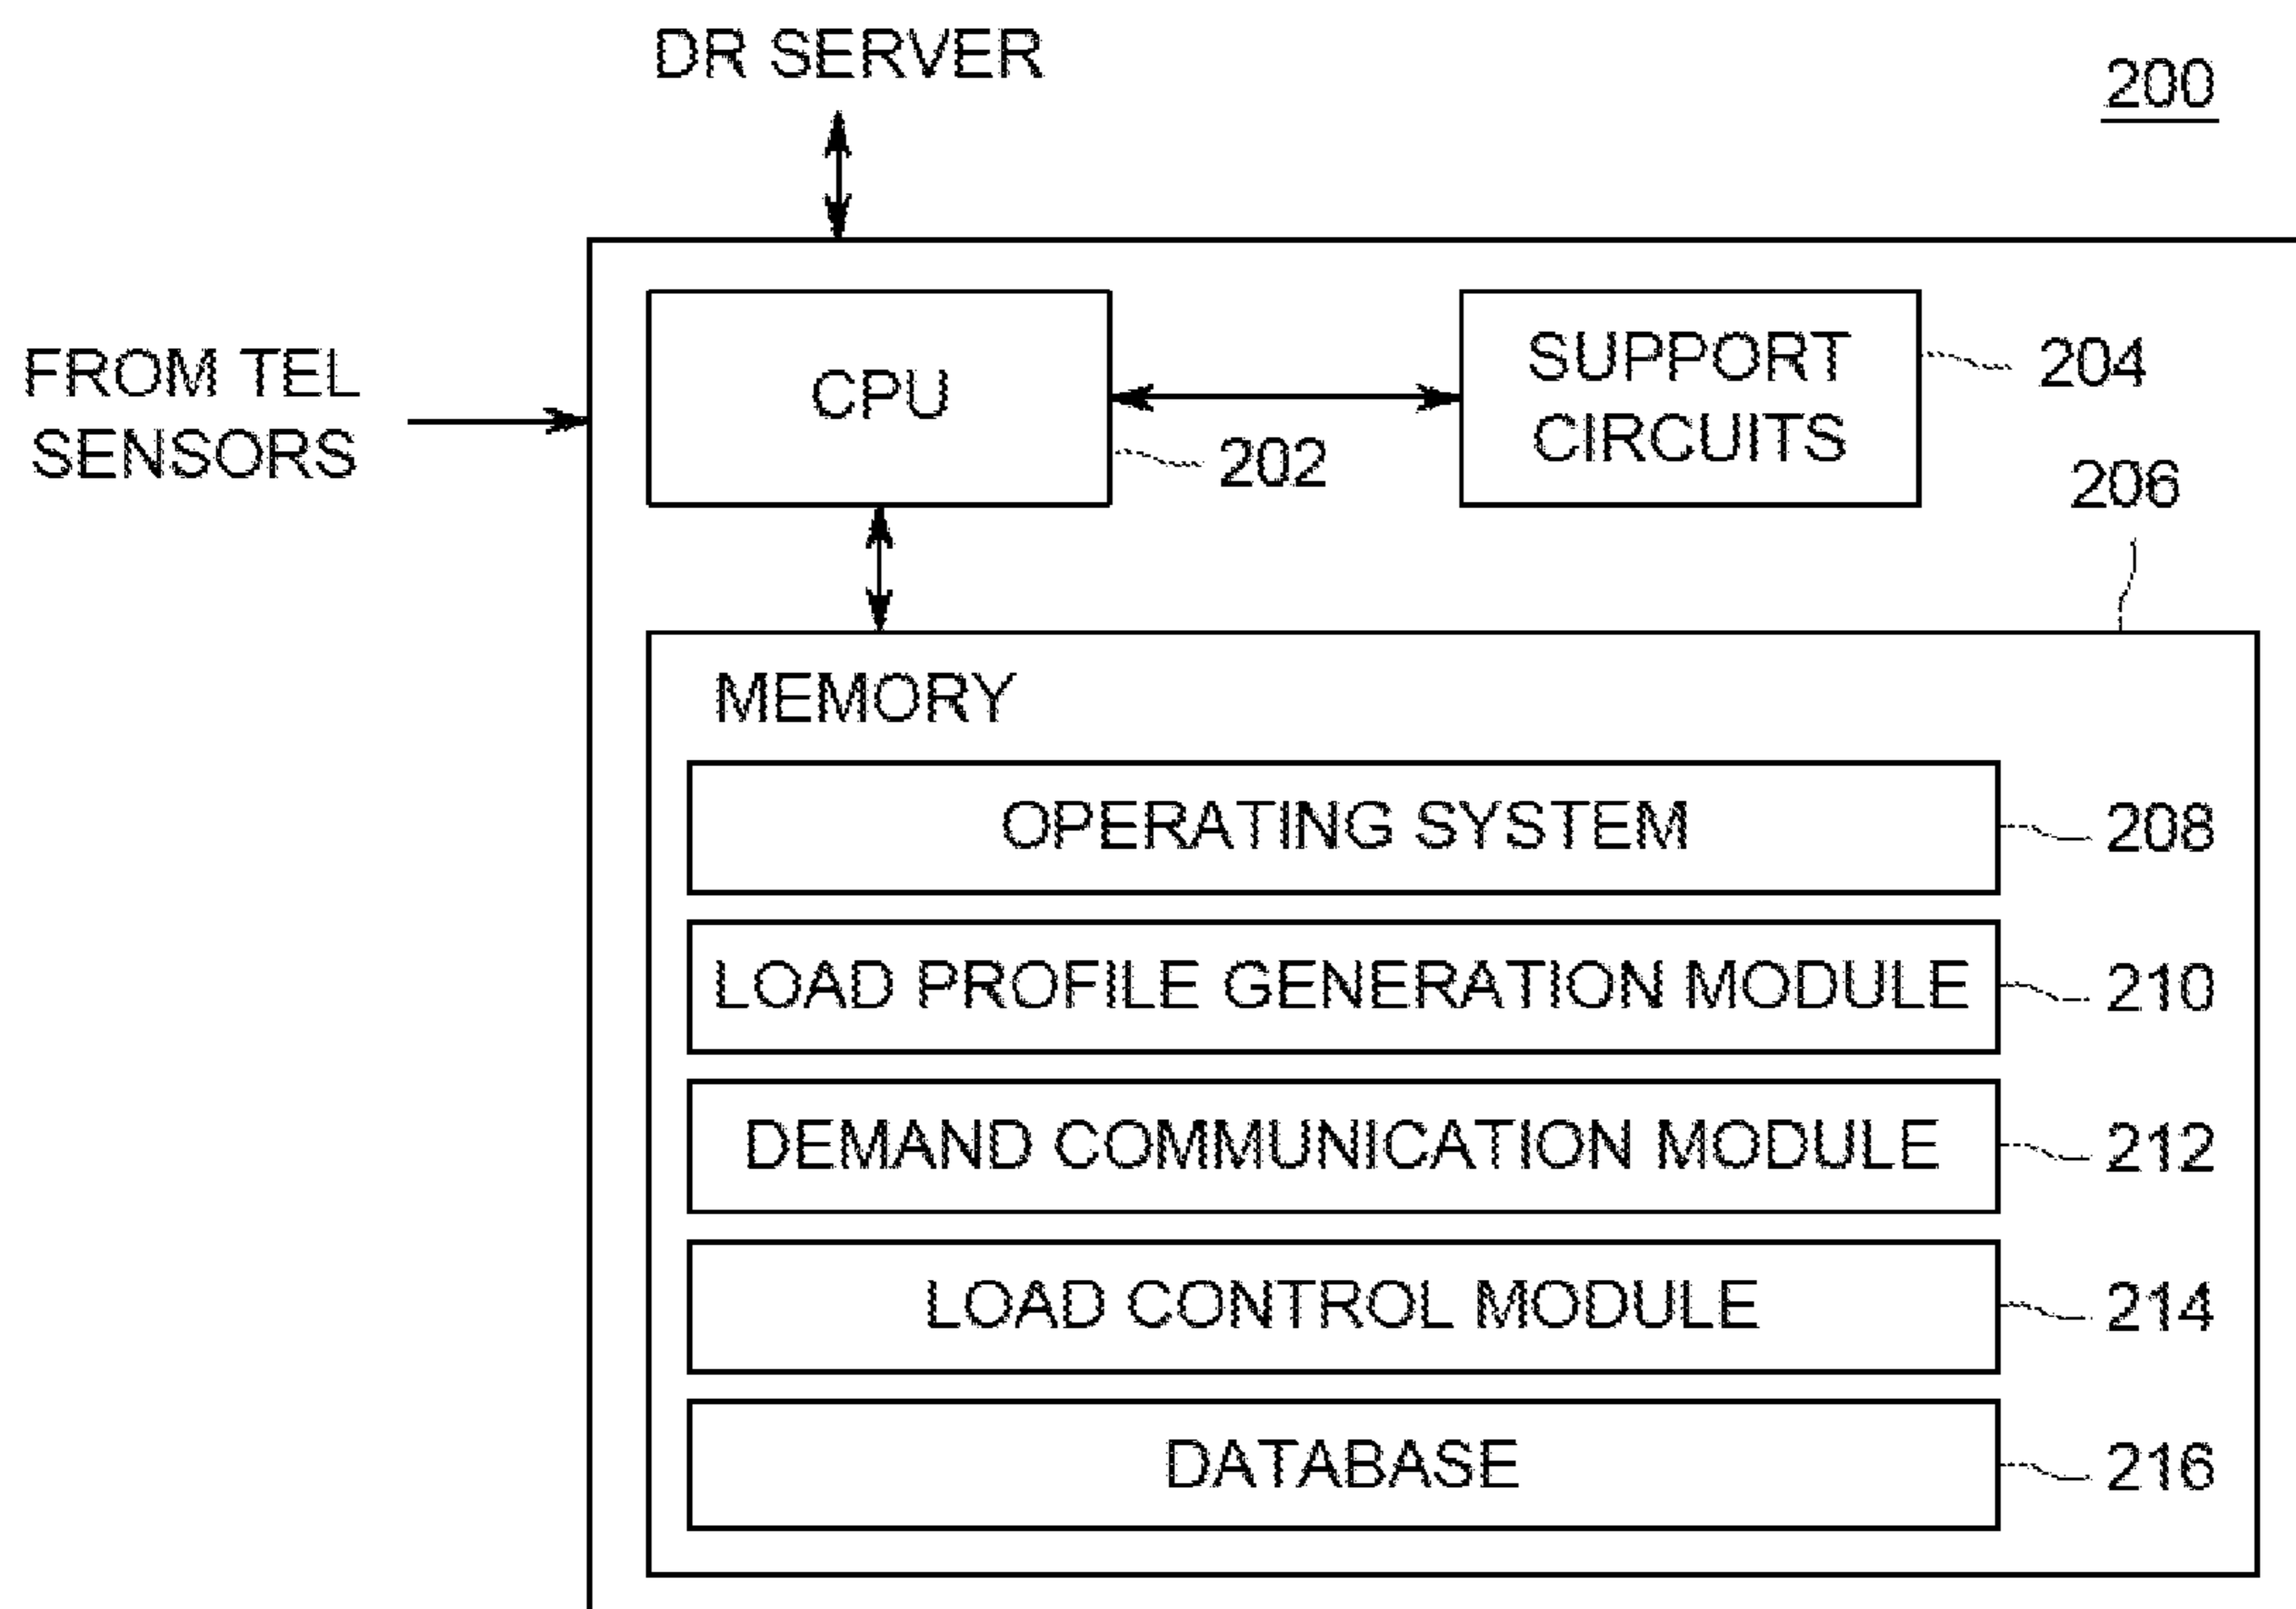 DR SERVER
200
FROM TEL
SENSORS
CPU
202
SUPPORT
CIRCUITS
204
206
MEMORY
OPERATING SYSTEM
208
LOAD PROFILE GENERATION MODULE
210
DEMAND COMMUNICATION MODULE
212
LOAD CONTROL MODULE
214
DATABASE
216